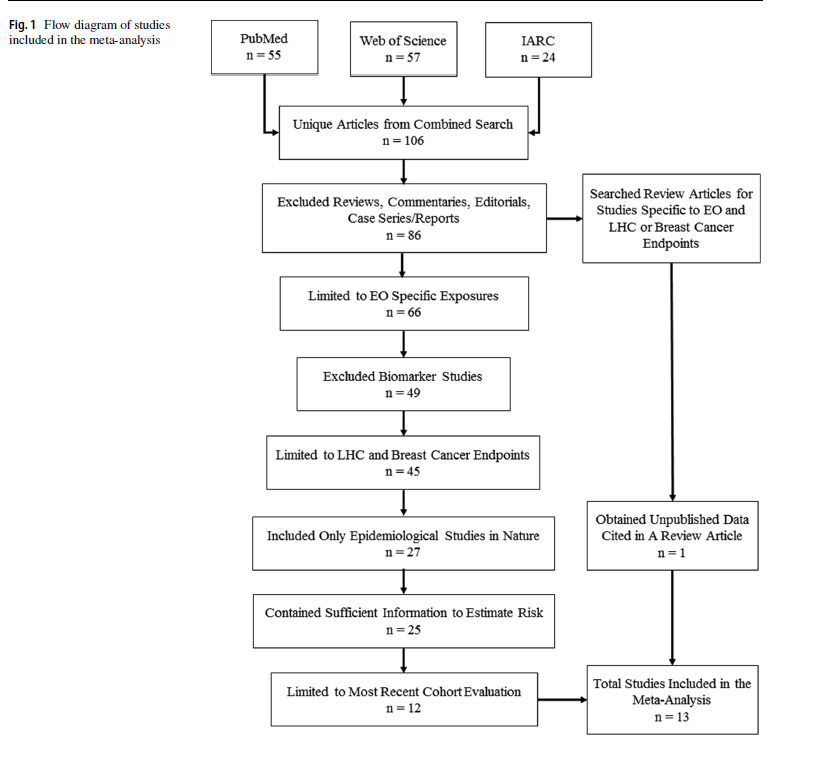 Fig. 1 Flow diagram of studies
included in the meta-analysis
PubMed
n = 55
Web of Science
n = 57
IARC
n = 24
Unique Articles from Combined Search
n = 106
Excluded Reviews, Commentaries, Editorials,
Case Series/Reports
n = 86
Searched Review Articles for
Studies Specific to EO and
LHC or Breast Cancer
Endpoints
Limited to EO Specific Exposures
n = 66
Excluded Biomarker Studies
n = 49
Limited to LHC and Breast Cancer Endpoints
n = 45
Included Only Epidemiological Studies in Nature
n = 27
Obtained Unpublished Data
Cited in A Review Article
n = 1
Contained Sufficient Information to Estimate Risk
n = 25
Limited to Most Recent Cohort Evaluation
n = 12
Total Studies Included in the
Meta-Analysis
n = 13